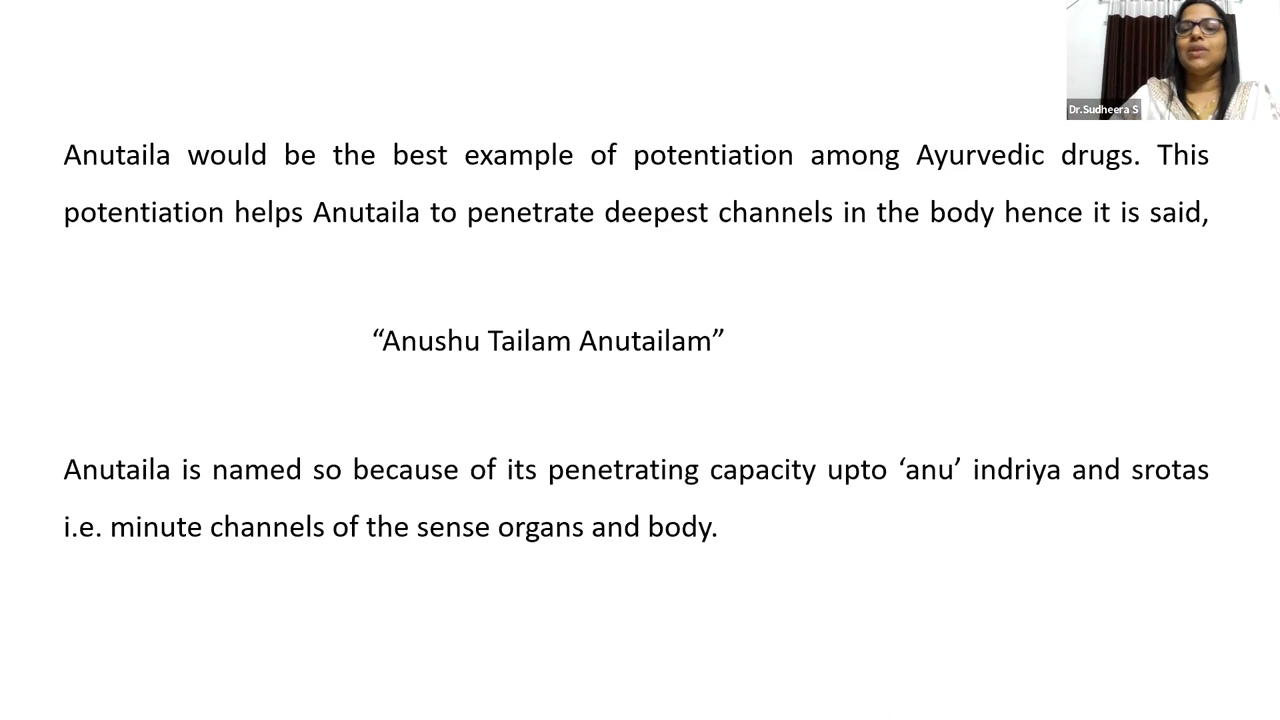 Dr.Sudheera S
Anutaila would be the best example of potentiation among Ayurvedic drugs. This
potentiation helps Anutaila to penetrate deepest channels in the body hence it is said,
“Anushu Tailam Anutailam”
Anutaila is named so because of its penetrating capacity upto ‘anu’ indriya and srotas
i.e. minute channels of the sense organs and body.